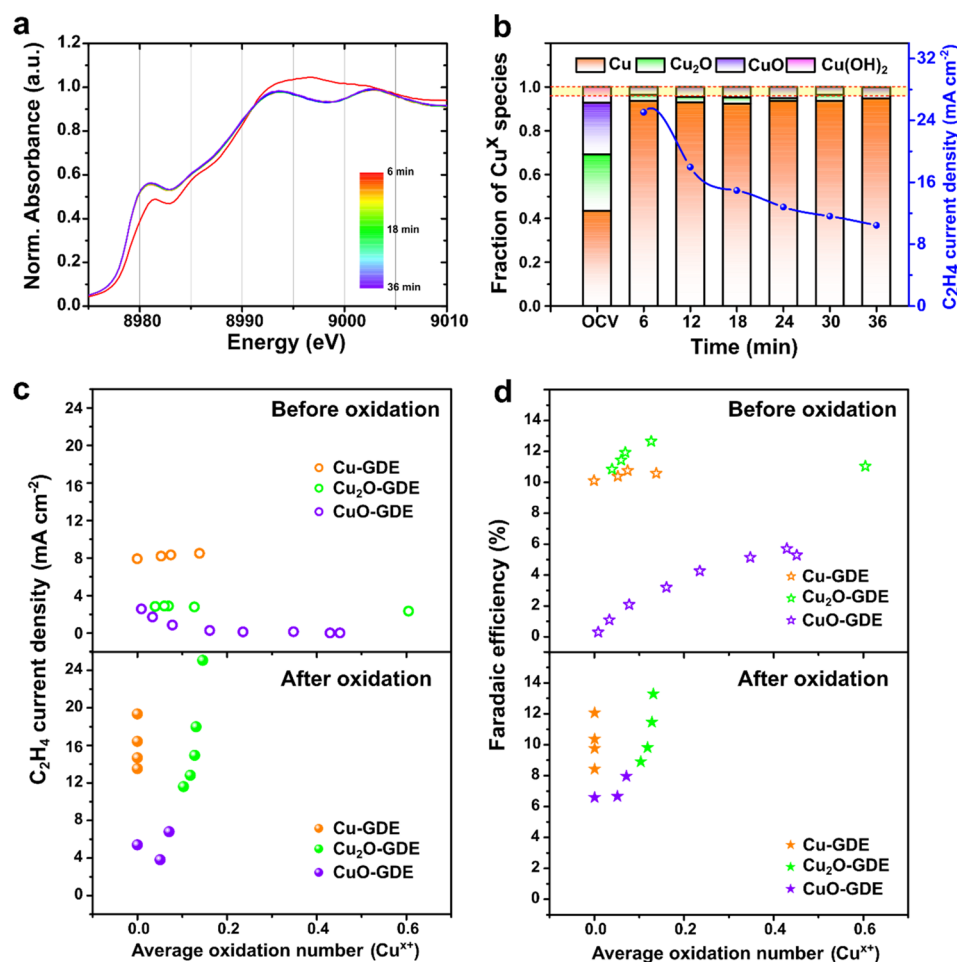 a
Norm. Absorbance (a.u.)
1.2
1.0
0.8
0.6
0.4
0.2
0.0
6 min
18 min
36 min
8980 8990 9000 9010
Energy (eV)
b
Fraction of Cuˣ species
1.0
0.8
0.6
0.4
0.2
0.0
Cu Cu₂O CuO Cu(OH)₂
32
24
16
8
0
C₂H₄ current density (mA cm⁻²)
OCV 6 12 18 24 30 36
Time (min)
c
C₂H₄ current density (mA cm⁻²)
24
20
16
12
8
4
0
Before oxidation
Cu-GDE
Cu₂O-GDE
CuO-GDE
24
20
16
12
8
4
0
After oxidation
Cu-GDE
Cu₂O-GDE
CuO-GDE
0.0 0.2 0.4 0.6
Average oxidation number (Cuˣ⁺)
d
Faradaic efficiency (%)
14
12
10
8
6
4
2
0
Before oxidation
Cu-GDE
Cu₂O-GDE
CuO-GDE
14
12
10
8
6
4
2
0
After oxidation
Cu-GDE
Cu₂O-GDE
CuO-GDE
0.0 0.2 0.4 0.6
Average oxidation number (Cuˣ⁺)